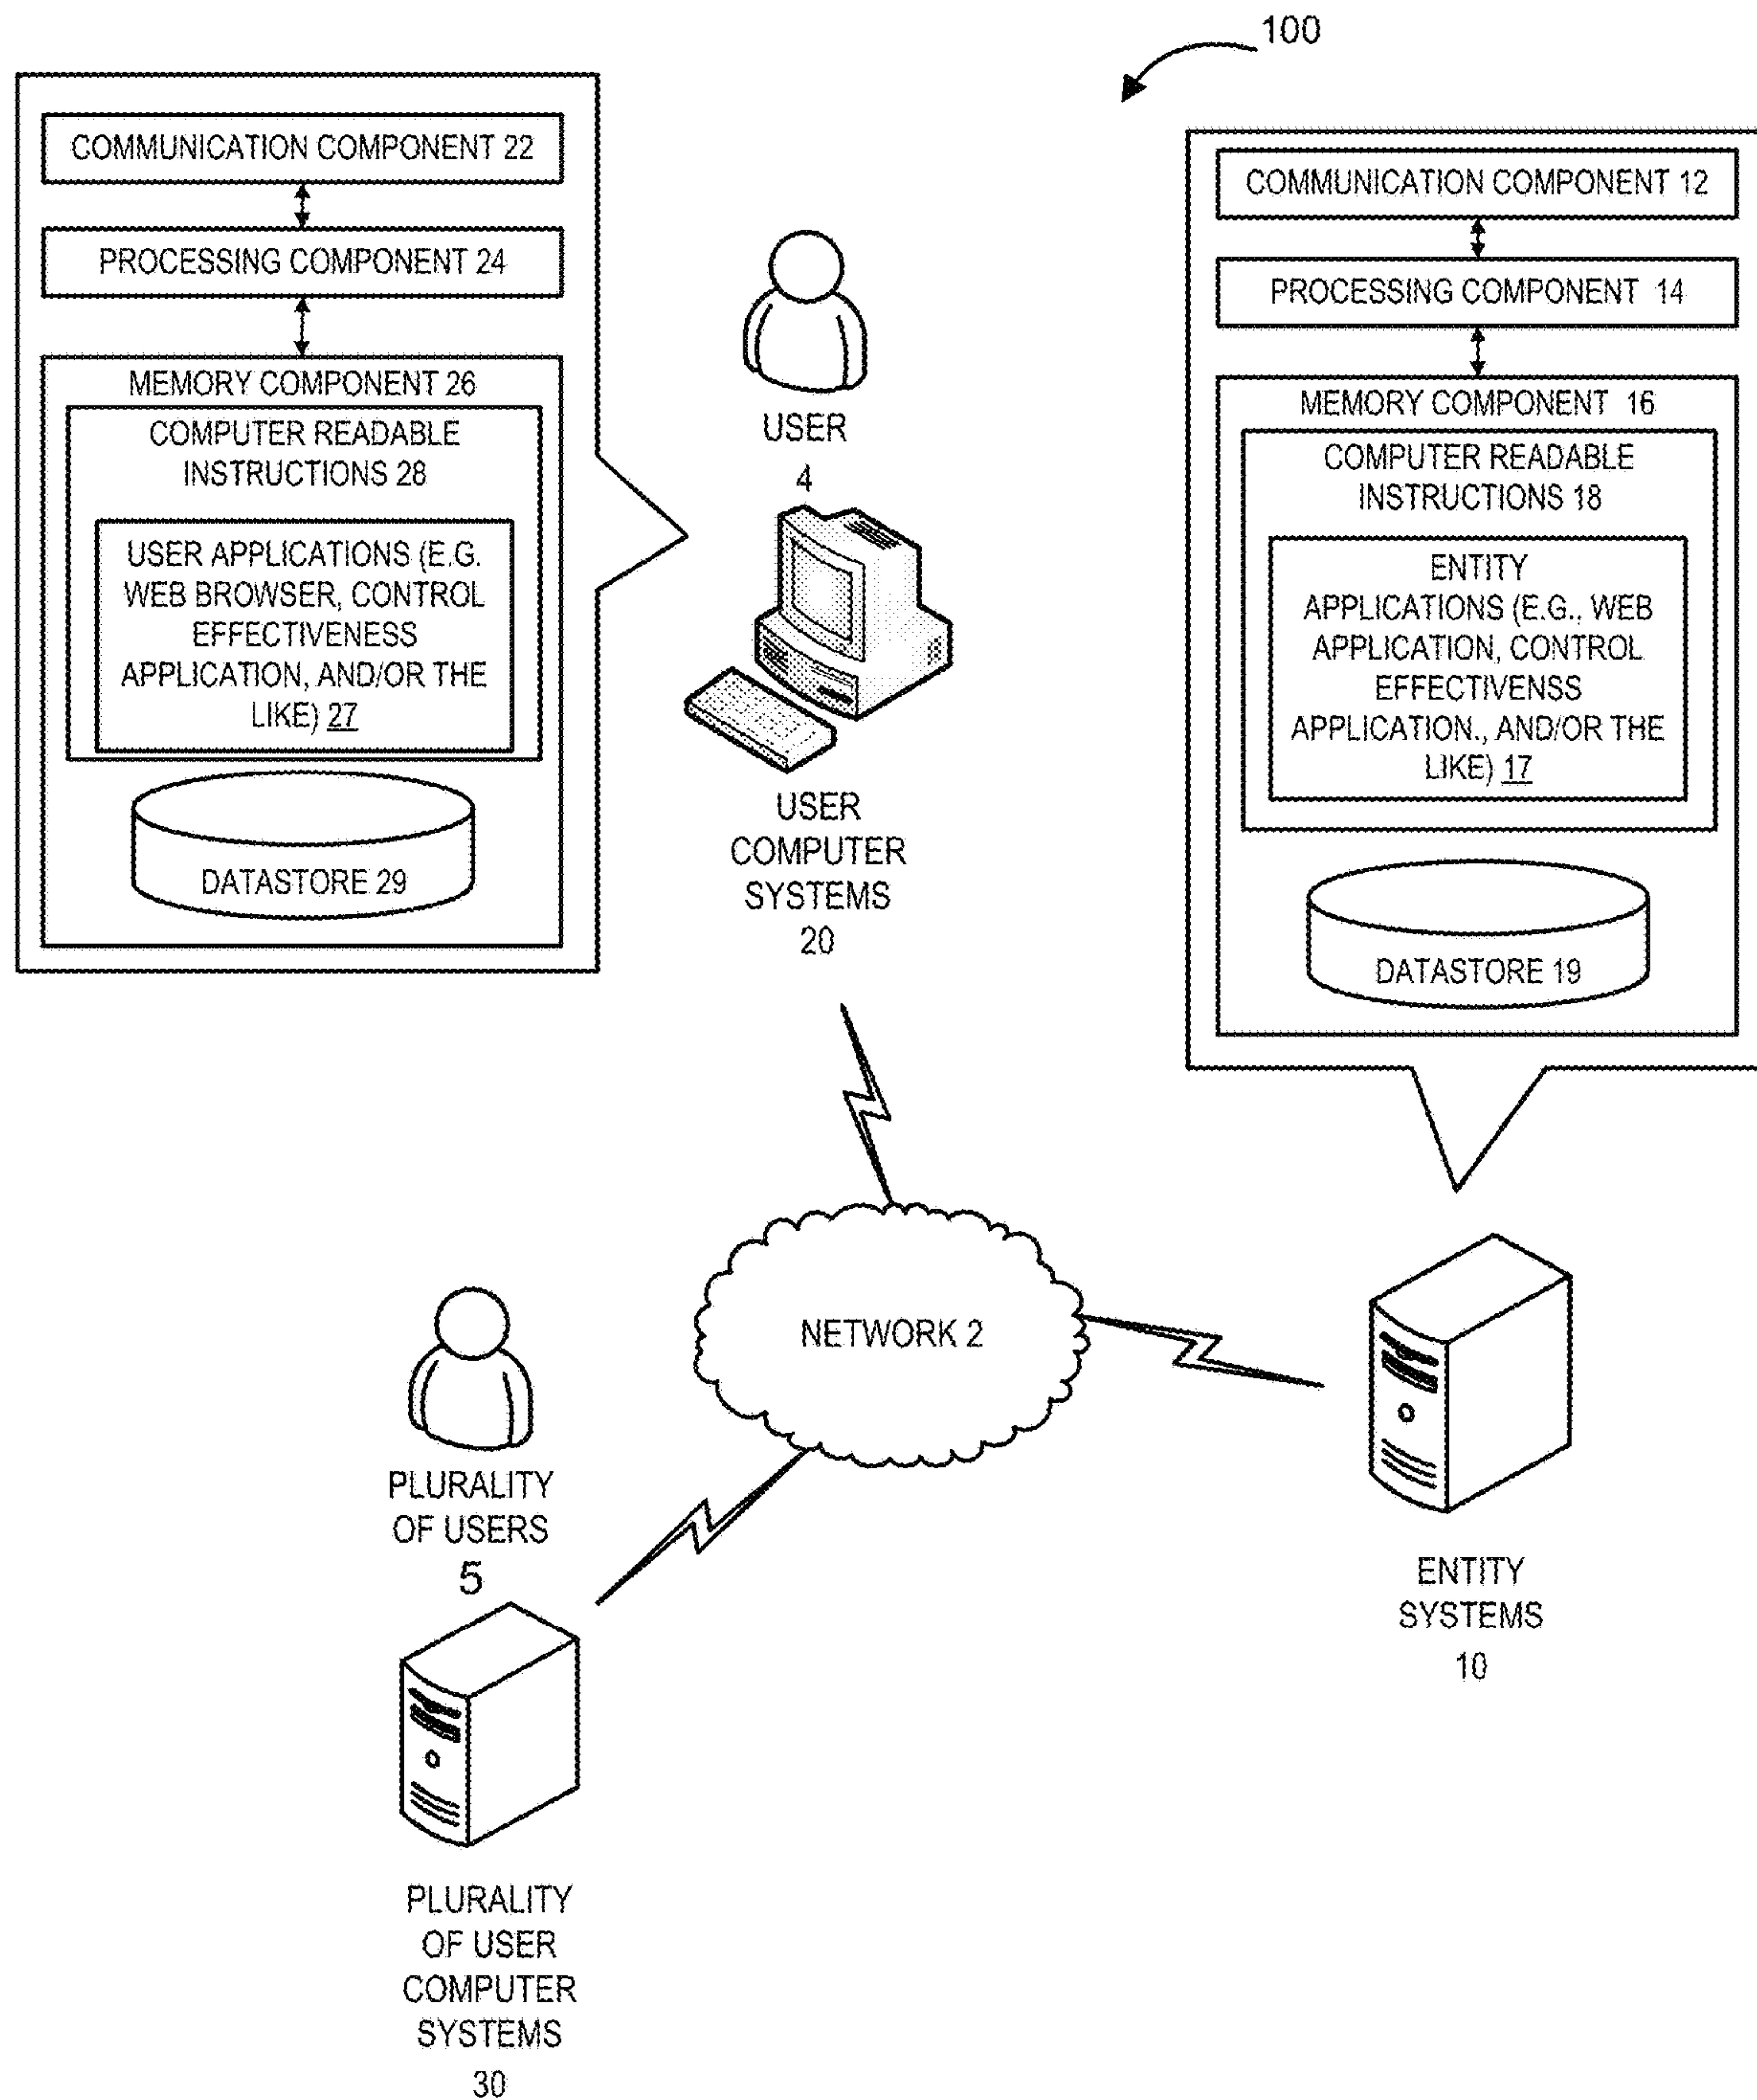 100
COMMUNICATION COMPONENT 22
PROCESSING COMPONENT 24
MEMORY COMPONENT 26
COMPUTER READABLE
INSTRUCTIONS 28
USER APPLICATIONS (E.G.
WEB BROWSER, CONTROL
EFFECTIVENESS
APPLICATION, AND/OR THE
LIKE) 27
DATASTORE 29
USER
4
USER
COMPUTER
SYSTEMS
20
COMMUNICATION COMPONENT 12
PROCESSING COMPONENT 14
MEMORY COMPONENT 16
COMPUTER READABLE
INSTRUCTIONS 18
ENTITY
APPLICATIONS (E.G., WEB
APPLICATION, CONTROL
EFFECTIVENSS
APPLICATION., AND/OR THE
LIKE) 17
DATASTORE 19
NETWORK 2
PLURALITY
OF USERS
5
ENTITY
SYSTEMS
10
PLURALITY
OF USER
COMPUTER
SYSTEMS
30